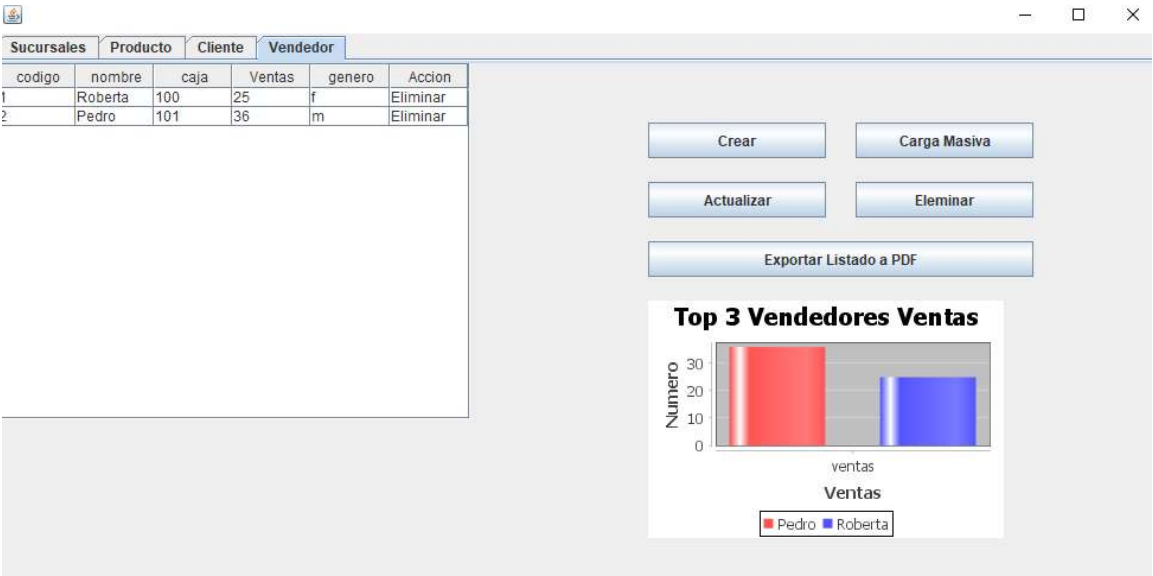 Sucursales Producto Cliente Vendedor
codigo nombre caja Ventas genero Accion
1 Roberta 100 25 f Eliminar
2 Pedro 101 36 m Eliminar
Crear Carga Masiva
Actualizar Eleminar
Exportar Listado a PDF
Top 3 Vendedores Ventas
Numero
30
20
10
0
ventas
Ventas
Pedro Roberta